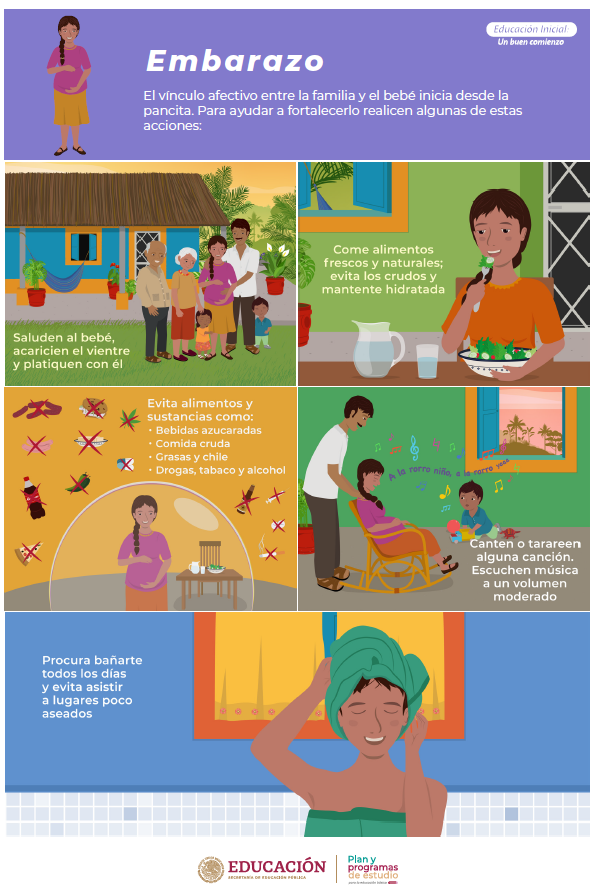 Educación Inicial
Un buen comienzo
Embarazo
El vínculo afectivo entre la familia y el bebé inicia desde la
pancita. Para ayudar a fortalecerlo realicen algunas de estas
acciones:
Saluden al bebé,
acaricien el vientre
y platiquen con él
Come alimentos
frescos y naturales;
evita los crudos y
mantente hidratada
Evita alimentos y
sustancias como:
• Bebidas azucaradas
• Comida cruda
• Grasas y chile
• Drogas, tabaco y alcohol
A la rorro niño, a la rorro yaaa
Canten o tarareen
alguna canción.
Escuchen música
a un volumen
moderado
Procura bañarte
todos los días
y evita asistir
a lugares poco
aseados
EDUCACIÓN
SECRETARÍA DE EDUCACIÓN PÚBLICA
Plan y
programas
de estudio